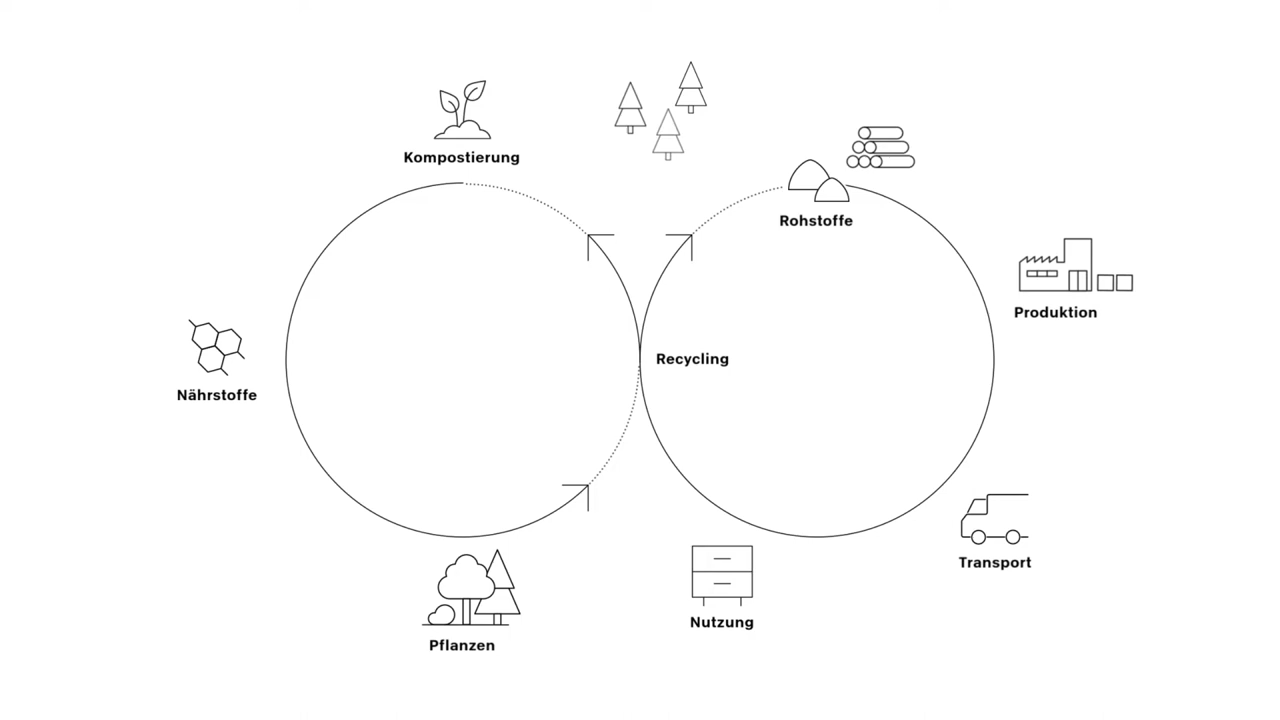 Kompostierung
Rohstoffe
Produktion
Recycling
Nährstoffe
Transport
Nutzung
Pflanzen